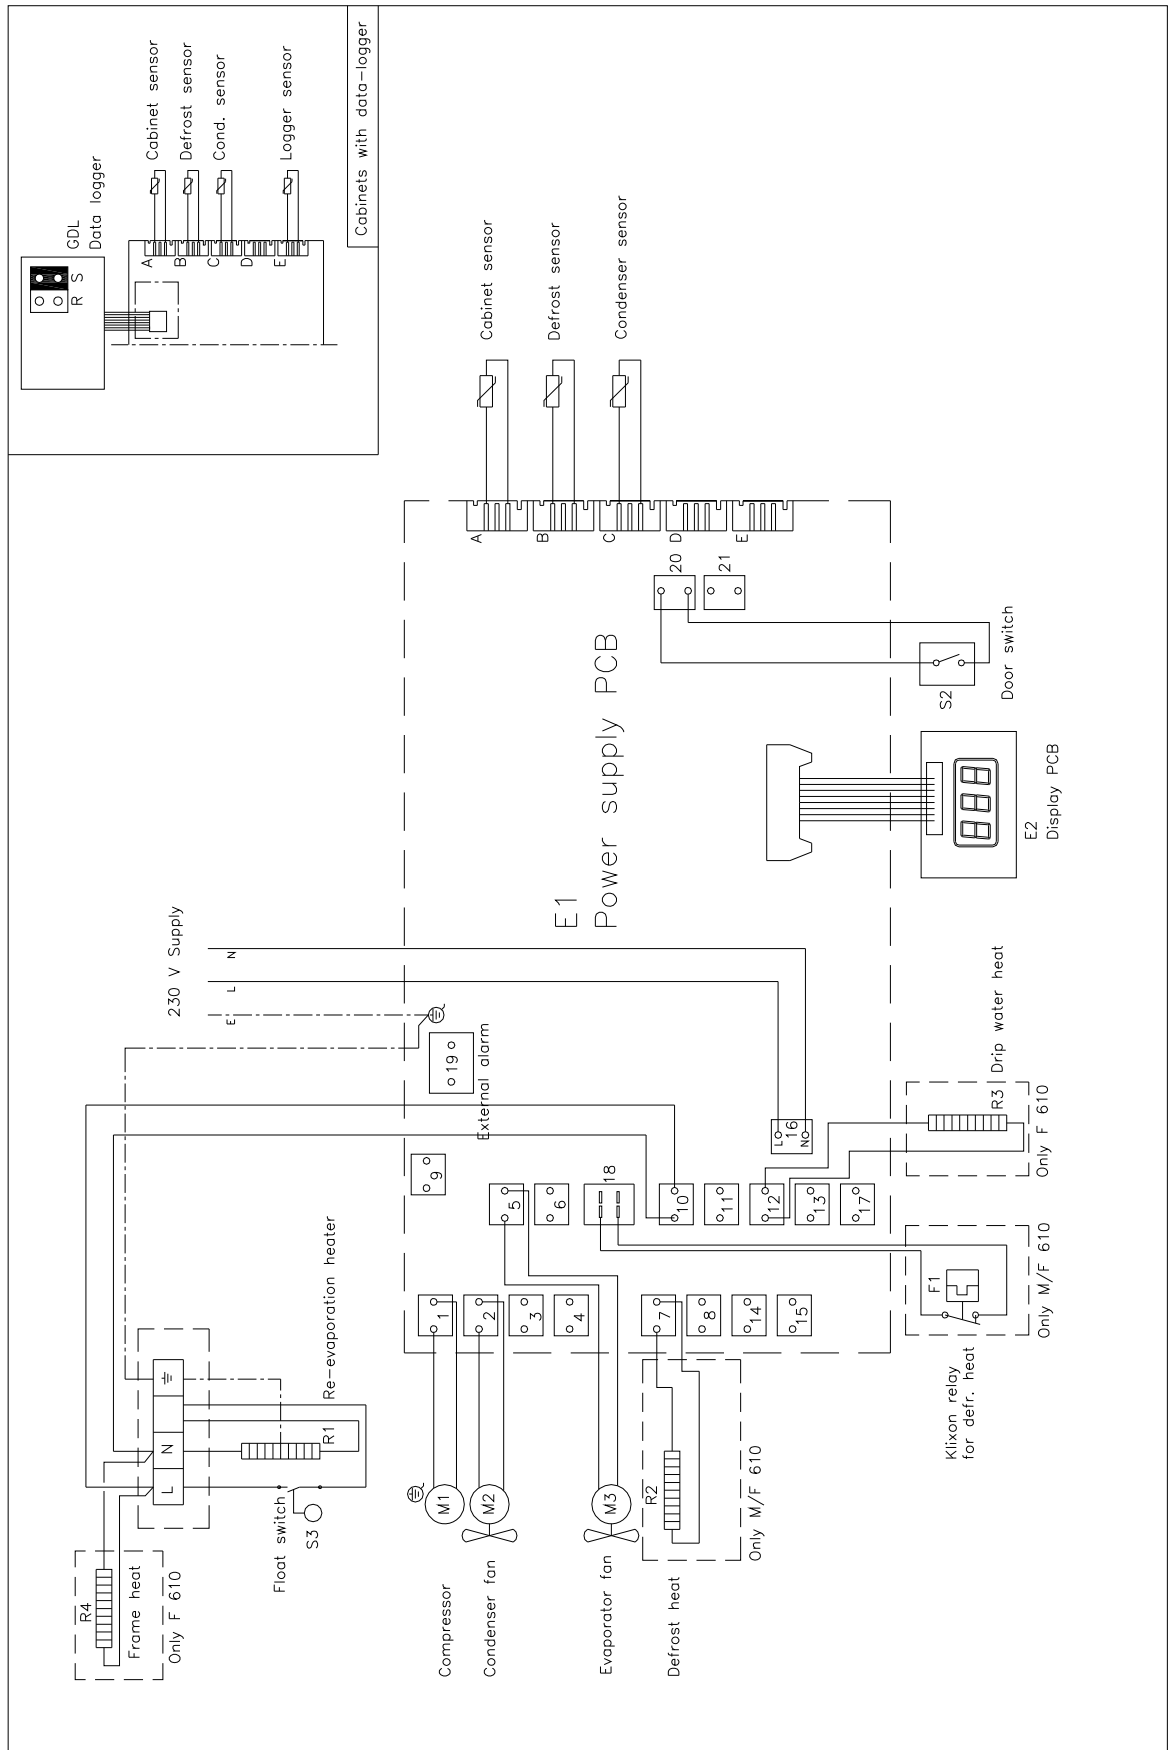 Cabinets with data-logger
GDL
Data logger
R S
A
B
C
D
E
Cabinet sensor
Defrost sensor
Cond. sensor
Logger sensor
230 V Supply
E
L
N
R4
Frame heat
Only F 610
L
N
Float switch
S3
R1
Re-evaporation heater
E1
Power supply PCB
19
External alarm
9
1
2
3
4
5
6
7
8
10
11
12
13
14
15
16
L
N
17
18
20
21
A
B
C
D
E
Cabinet sensor
Defrost sensor
Condenser sensor
M1
Compressor
M2
Condenser fan
M3
Evaporator fan
R2
Defrost heat
Only M/F 610
F1
Only M/F 610
Klixon relay
for defr. heat
R3
Drip water heat
Only F 610
E2
Display PCB
S2
Door switch